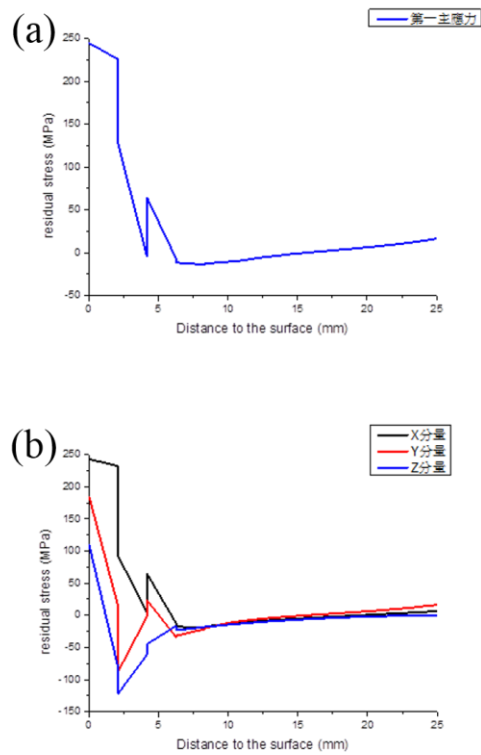 (a)
第一主應力
250
200
150
100
50
0
-50
residual stress (MPa)
0 5 10 15 20 25
Distance to the surface (mm)
(b)
X分量
Y分量
Z分量
250
200
150
100
50
0
-50
-100
-150
residual stress (MPa)
0 5 10 15 20 25
Distance to the surface (mm)